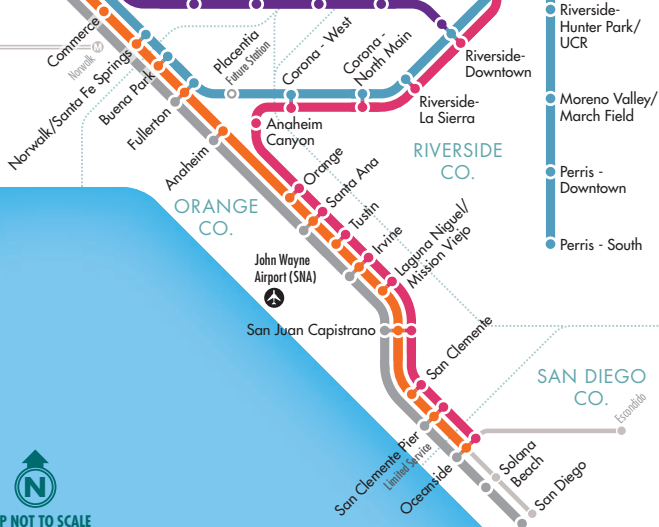 Commerce
M
Norwalk
Norwalk/Santa Fe Springs
Buena Park
Fullerton
Anaheim
Placentia
Future Station
Corona - West
Corona -
North Main
Riverside-
Downtown
Riverside-
La Sierra
Riverside-
Hunter Park/
UCR
Moreno Valley/
March Field
Perris -
Downtown
Perris - South
Anaheim
Canyon
RIVERSIDE
CO.
ORANGE
CO.
Orange
Santa Ana
Tustin
Irvine
Laguna Niguel/
Mission Viejo
John Wayne
Airport (SNA)
San Juan Capistrano
San Clemente
SAN DIEGO
CO.
Escondido
San Clemente Pier
Limited Service
Oceanside
Solana
Beach
San Diego
N
P NOT TO SCALE